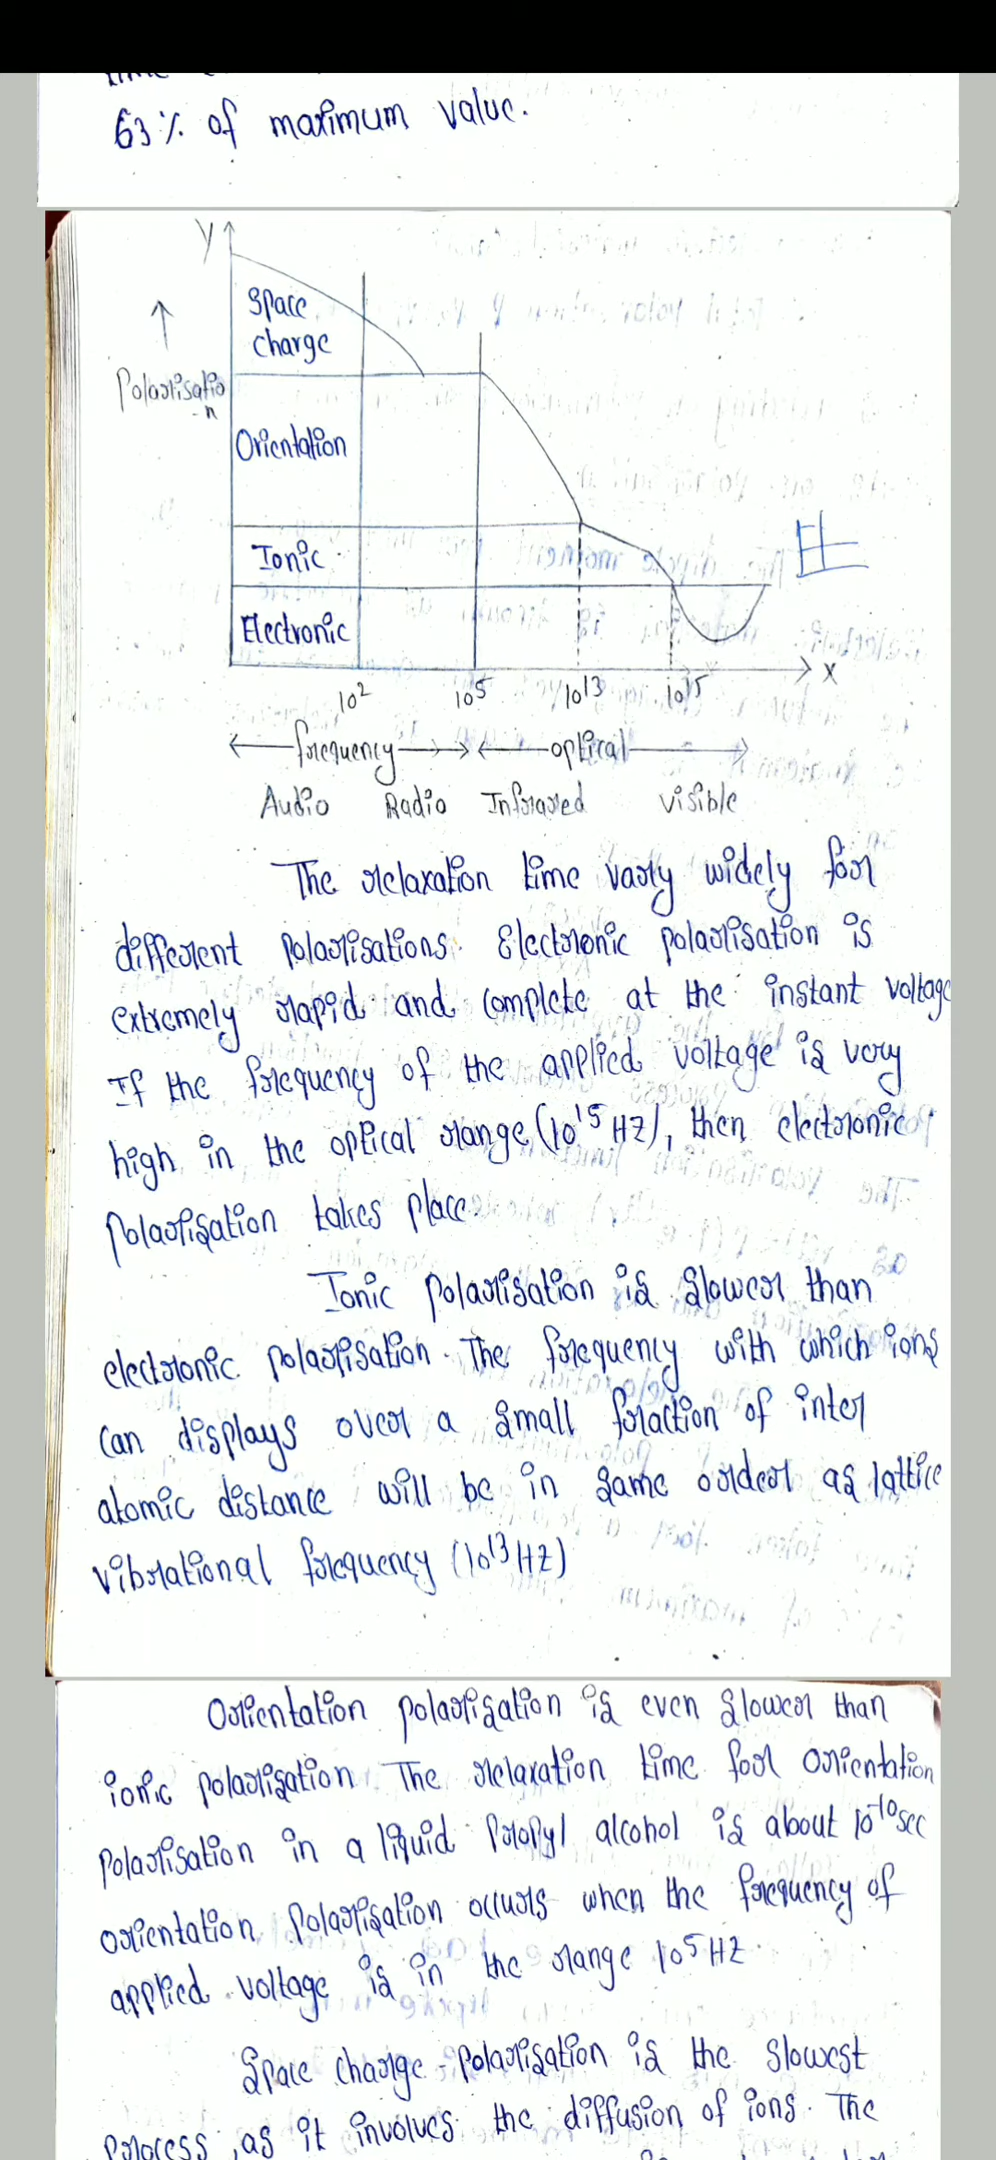 63% of maximum value.
Y
Space
charge
Polarisatio
-n
Orientation
Ionic
Electronic
10² 10⁵ 10¹³ 10¹⁵ X
frequency optical
Audio Radio Infrared visible
The relaxation time vary widely for
different polarisations. Electronic polarisation is
extremely rapid and complete at the instant voltage
If the frequency of the applied voltage is very
high in the optical range (10¹⁵ Hz), then electronic
polarisation takes place
Ionic polarisation is slower than
electronic polarisation. The frequency with which ions
can displays over a small fraction of inter
atomic distance will be in same order as lattice
vibrational frequency (10¹³ Hz)
Orientation polarisation is even slower than
ionic polarisation. The relaxation time for orientation
polarisation in a liquid propyl alcohol is about 10⁻¹⁰ sec
orientation polarisation occurs when the frequency of
applied voltage is in the range 10⁵ Hz
Space charge - polarisation is the slowest
process, as it involves the diffusion of ions. The